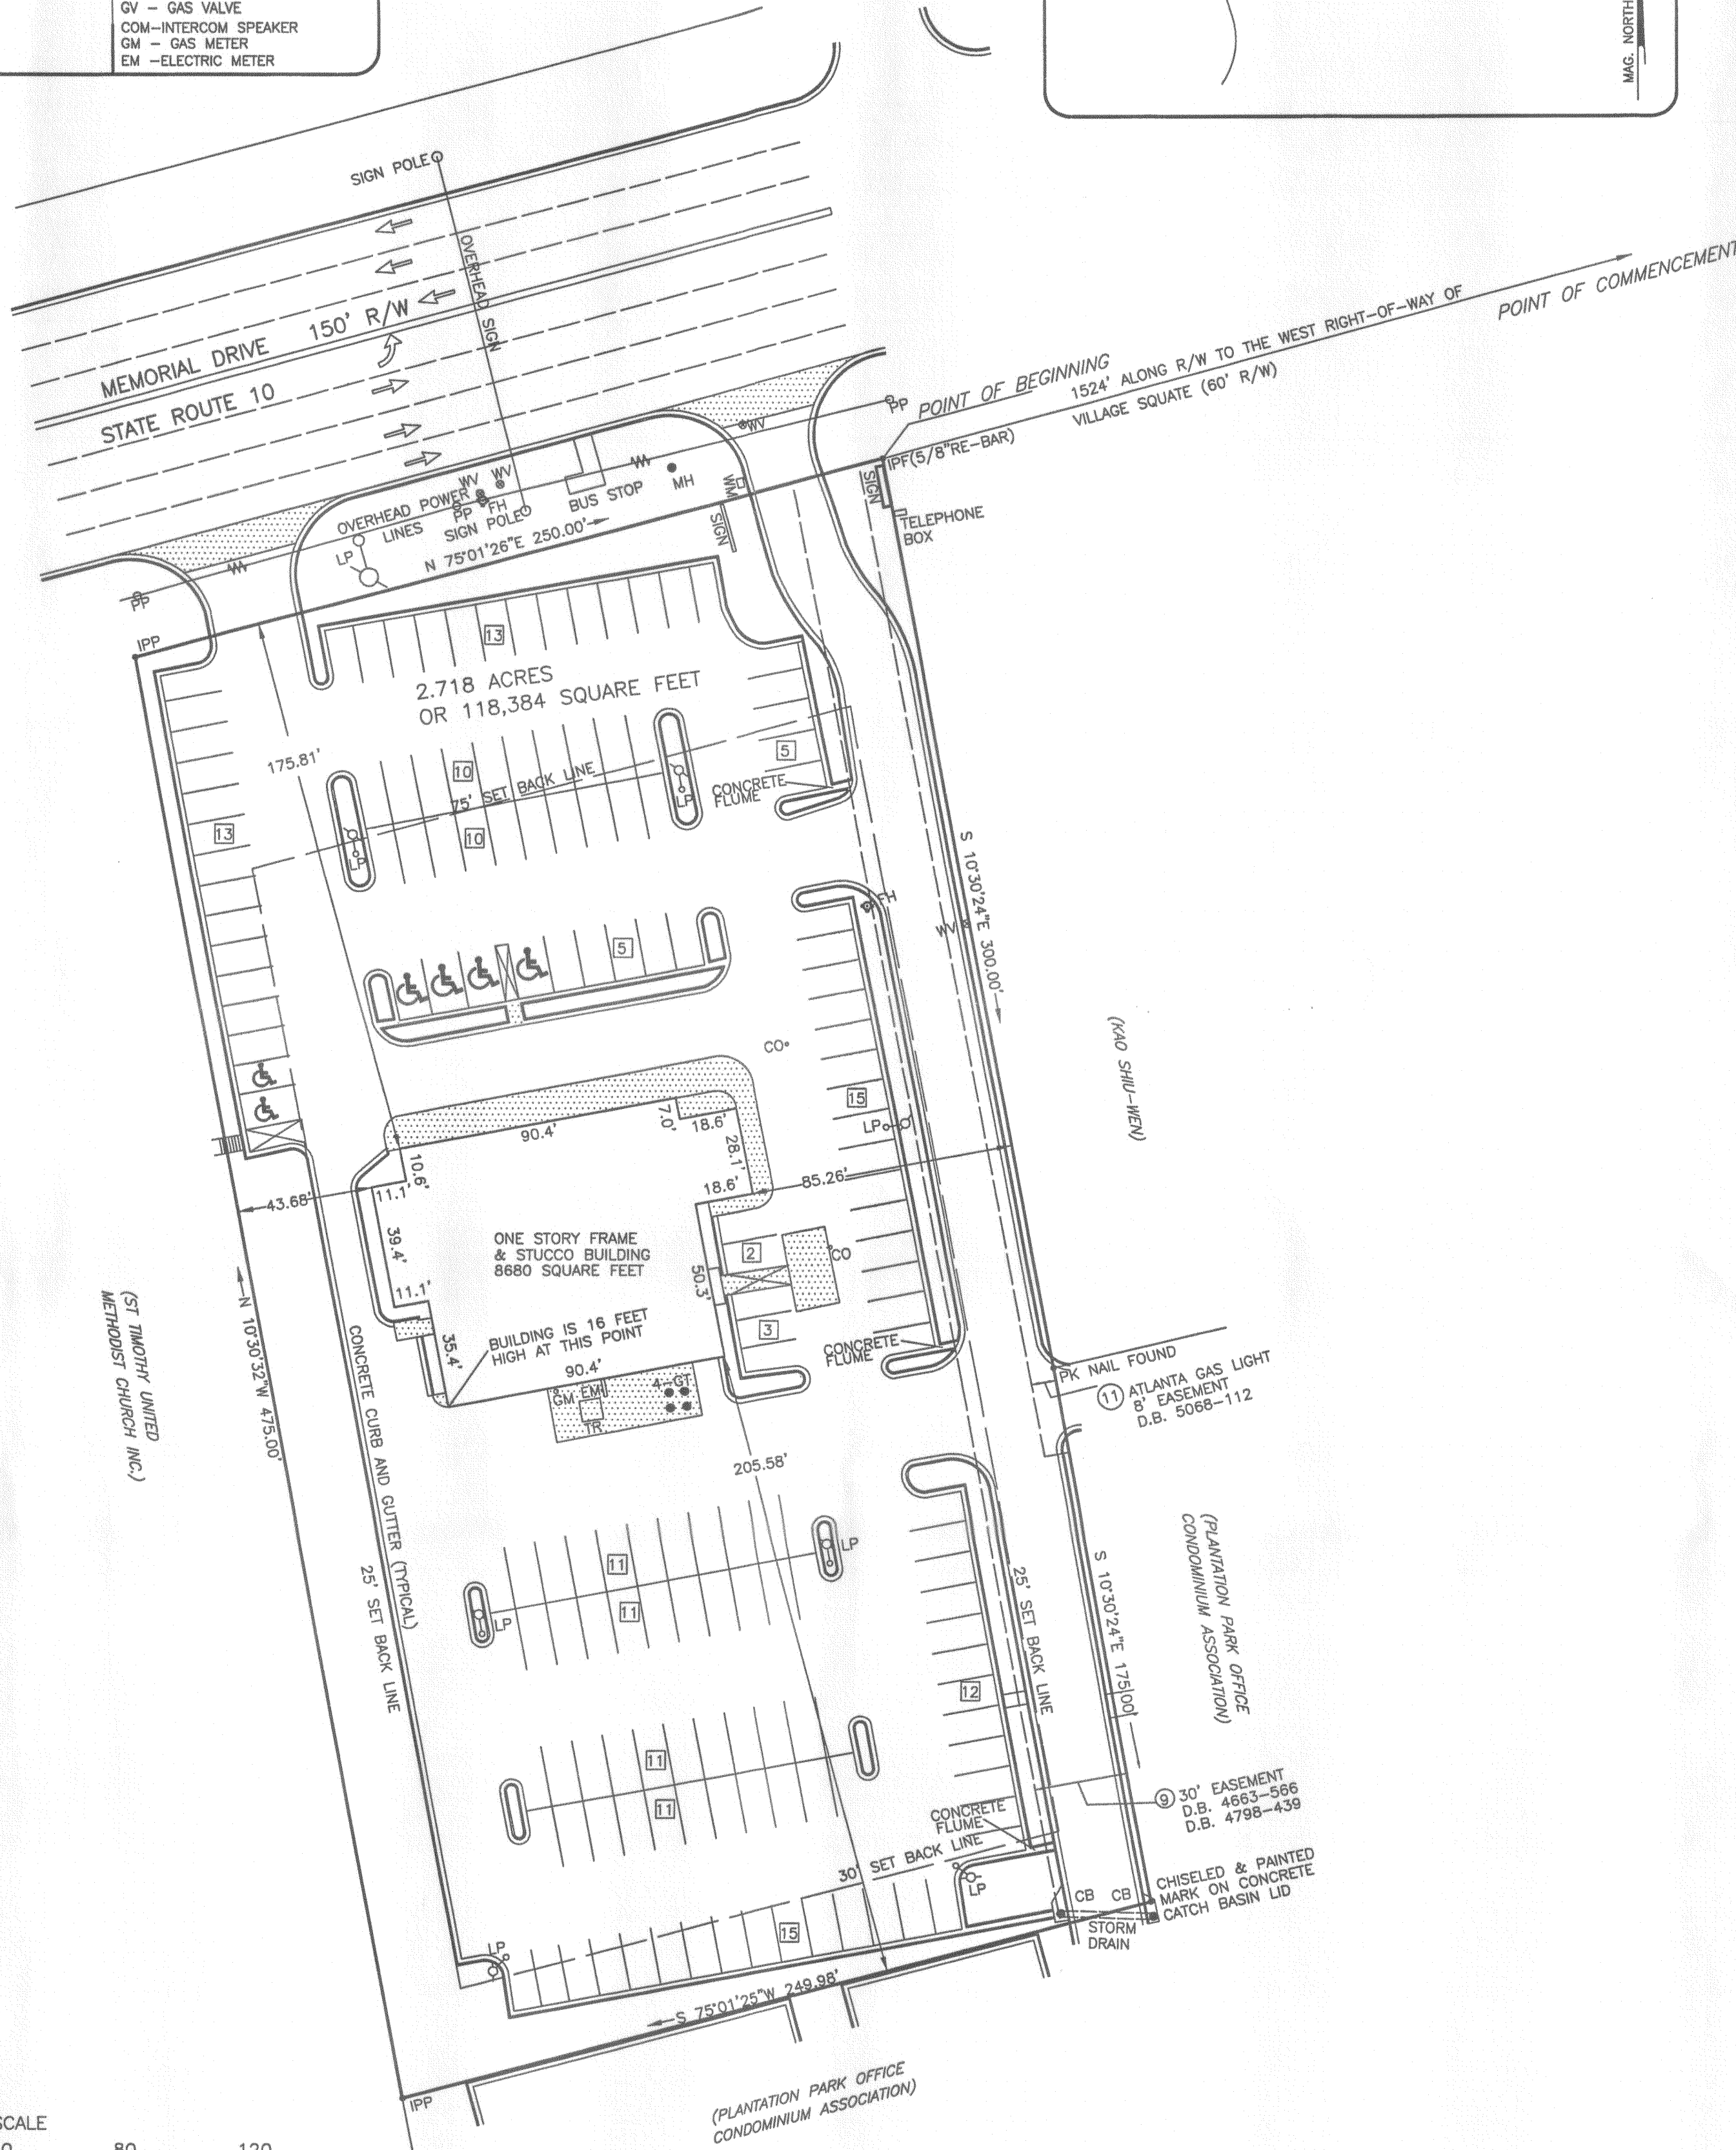 GV - GAS VALVE
COM-INTERCOM SPEAKER
GM - GAS METER
EM -ELECTRIC METER
MAG. NORTH
SIGN POLE
OVERHEAD SIGN
MEMORIAL DRIVE 150' R/W
STATE ROUTE 10
POINT OF COMMENCEMENT
POINT OF BEGINNING
1524' ALONG R/W TO THE WEST RIGHT-OF-WAY OF
VILLAGE SQUATE (60' R/W)
PP
WV
IPF(5/8"RE-BAR)
SIGN
TELEPHONE
BOX
WM
MH
BUS STOP
WV WV
OVERHEAD POWER
LINES
PP FH
SIGN POLE
LP
N 75°01'26"E 250.00'
SIGN
PP
IPP
13
2.718 ACRES
OR 118,384 SQUARE FEET
175.81'
5
10
75' SET BACK LINE
10
LP
LP
CONCRETE
FLUME
13
S 10°30'24"E 300.00'
FH
WV
5
CO
(KAO SHIU-WEN)
15
LP
90.4'
7.0'
18.6'
28.1'
10.6'
11.1'
43.68'
18.6'
85.26'
39.4'
ONE STORY FRAME
& STUCCO BUILDING
8680 SQUARE FEET
2
CO
50.3'
11.1'
3
35.4'
BUILDING IS 16 FEET
HIGH AT THIS POINT
90.4'
CONCRETE
FLUME
GM EM
TR
4-GT
PK NAIL FOUND
11 ATLANTA GAS LIGHT
8' EASEMENT
D.B. 5068-112
(ST TIMOTHY UNITED
METHODIST CHURCH INC.)
N 10°30'32"W 475.00'
CONCRETE CURB AND GUTTER (TYPICAL)
25' SET BACK LINE
205.58'
11
11
LP
LP
(PLANTATION PARK OFFICE
CONDOMINIUM ASSOCIATION)
S 10°30'24"E 175.00'
25' SET BACK LINE
12
11
11
9 30' EASEMENT
D.B. 4663-566
D.B. 4798-439
CONCRETE
FLUME
30' SET BACK LINE
LP
CB CB
CHISELED & PAINTED
MARK ON CONCRETE
CATCH BASIN LID
STORM
DRAIN
15
LP
S 75°01'25"W 249.98'
IPP
(PLANTATION PARK OFFICE
CONDOMINIUM ASSOCIATION)
SCALE
80 120